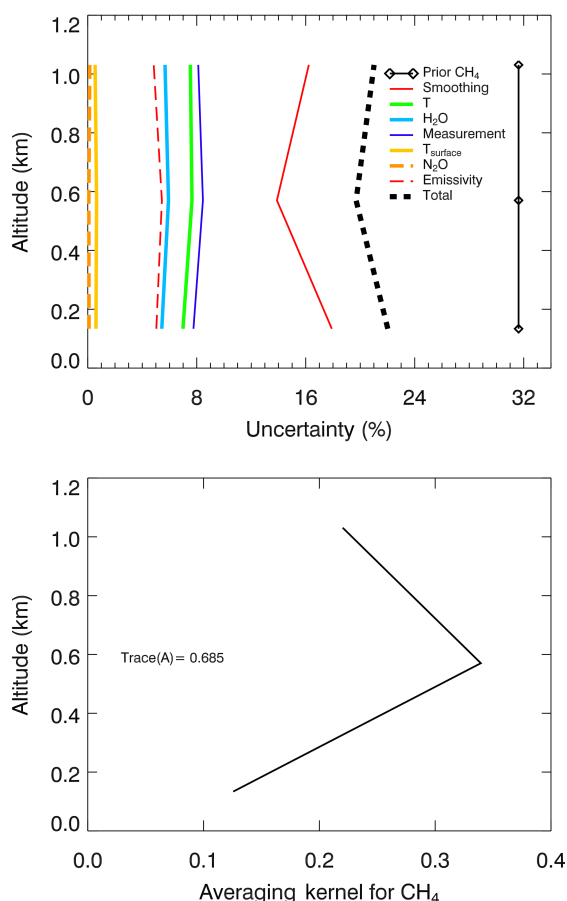 1.2
1.0
0.8
0.6
0.4
0.2
0.0
Altitude (km)
Prior CH₄
Smoothing
T
H₂O
Measurement
Tsurface
N₂O
Emissivity
Total
0 8 16 24 32
Uncertainty (%)
1.2
1.0
0.8
0.6
0.4
0.2
0.0
Altitude (km)
Trace(A)= 0.685
0.0 0.1 0.2 0.3 0.4
Averaging kernel for CH₄